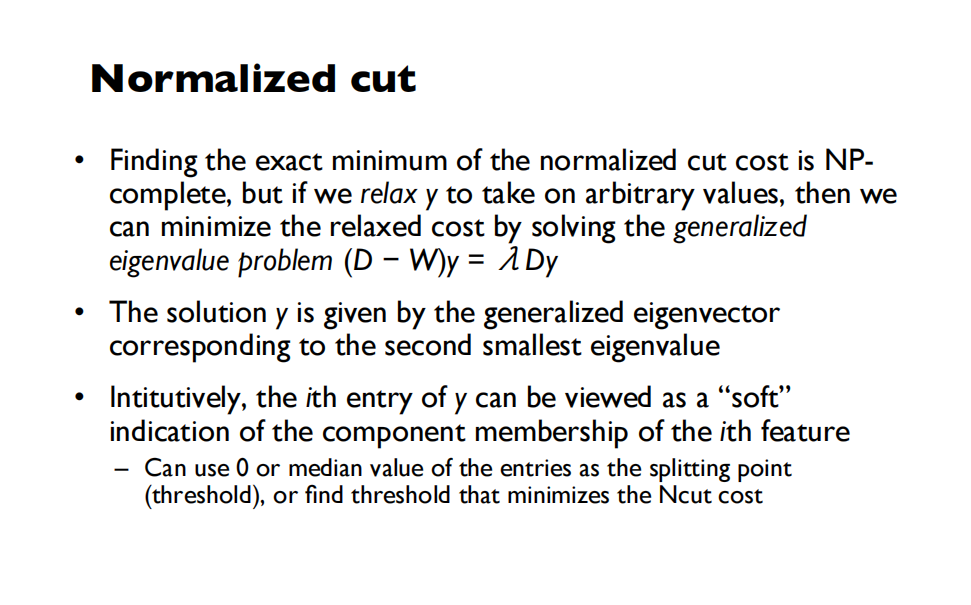 Normalized cut
• Finding the exact minimum of the normalized cut cost is NP-
complete, but if we relax y to take on arbitrary values, then we
can minimize the relaxed cost by solving the generalized
eigenvalue problem (D − W)y = λ Dy
• The solution y is given by the generalized eigenvector
corresponding to the second smallest eigenvalue
• Intitutively, the ith entry of y can be viewed as a “soft”
indication of the component membership of the ith feature
– Can use 0 or median value of the entries as the splitting point
(threshold), or find threshold that minimizes the Ncut cost